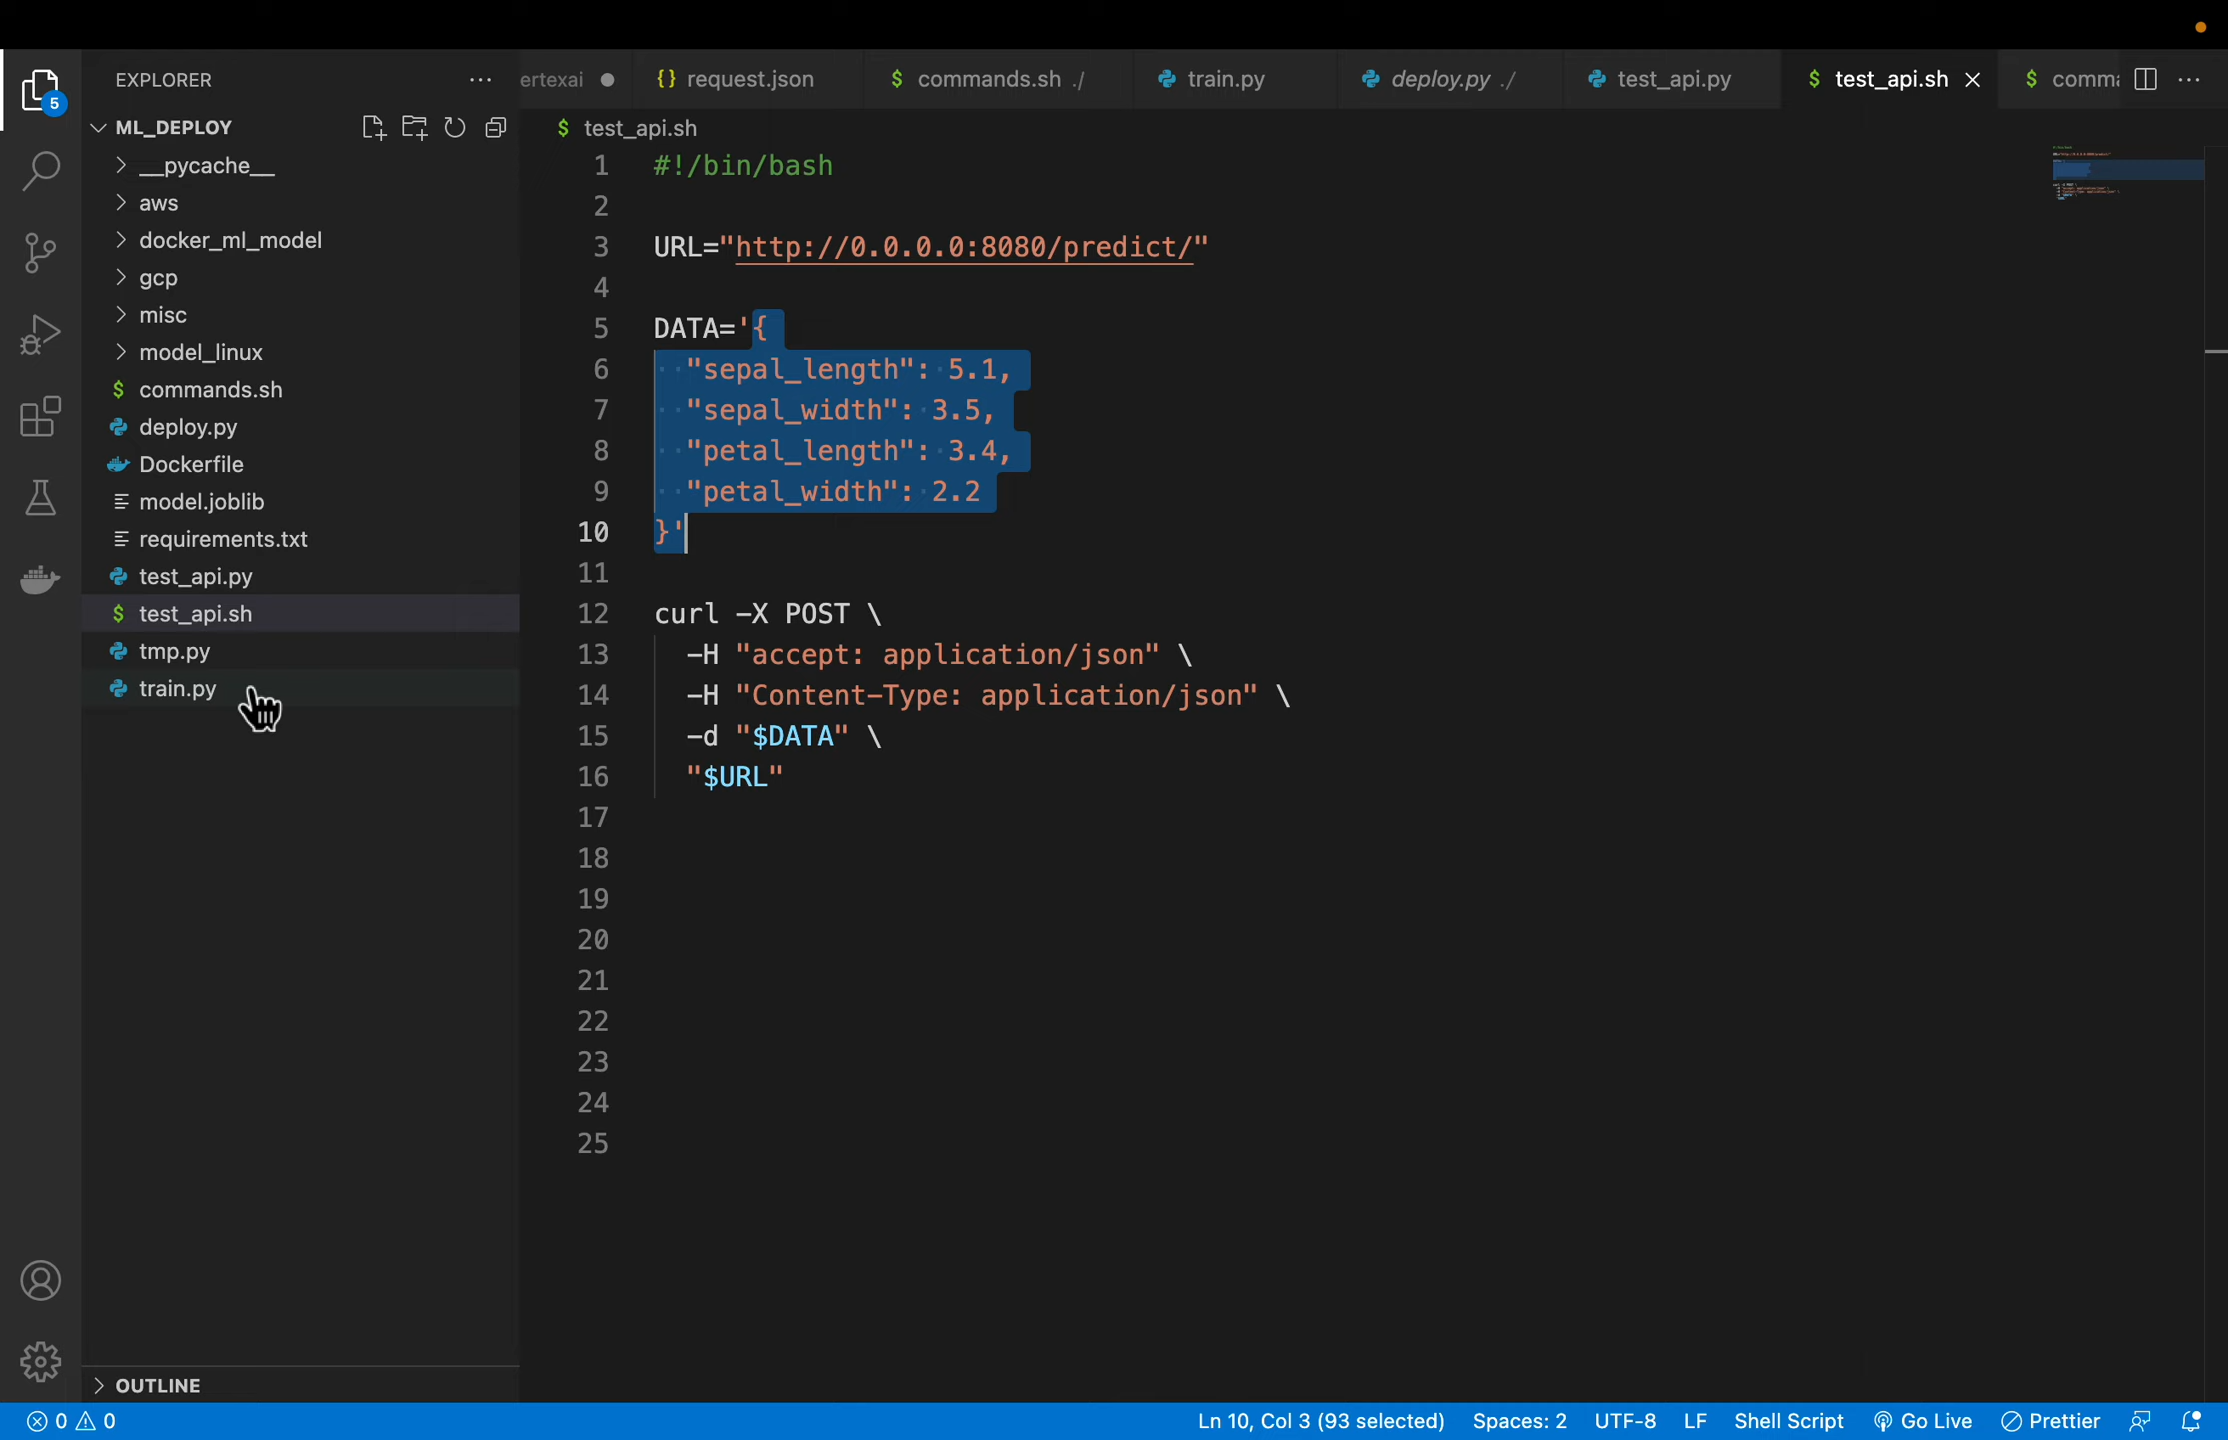 EXPLORER
ertexai
request.json
commands.sh ./
train.py
deploy.py ./
test_api.py
test_api.sh
comma
5
ML_DEPLOY
__pycache__
aws
docker_ml_model
gcp
misc
model_linux
commands.sh
deploy.py
Dockerfile
model.joblib
requirements.txt
test_api.py
test_api.sh
tmp.py
train.py
OUTLINE
$ test_api.sh
1 #!/bin/bash
2
3 URL="http://0.0.0.0:8080/predict/"
4
5 DATA='{
6 "sepal_length": 5.1,
7 "sepal_width": 3.5,
8 "petal_length": 3.4,
9 "petal_width": 2.2
10 }'
11
12 curl -X POST \
13 -H "accept: application/json" \
14 -H "Content-Type: application/json" \
15 -d "$DATA" \
16 "$URL"
17
18
19
20
21
22
23
24
25
0 0 Ln 10, Col 3 (93 selected) Spaces: 2 UTF-8 LF Shell Script Go Live Prettier